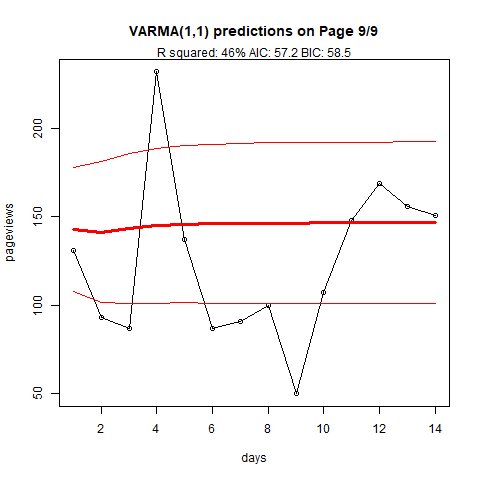 VARMA(1,1) predictions on Page 9/9
R squared: 46% AIC: 57.2 BIC: 58.5
200
150
100
50
pageviews
2 4 6 8 10 12 14
days